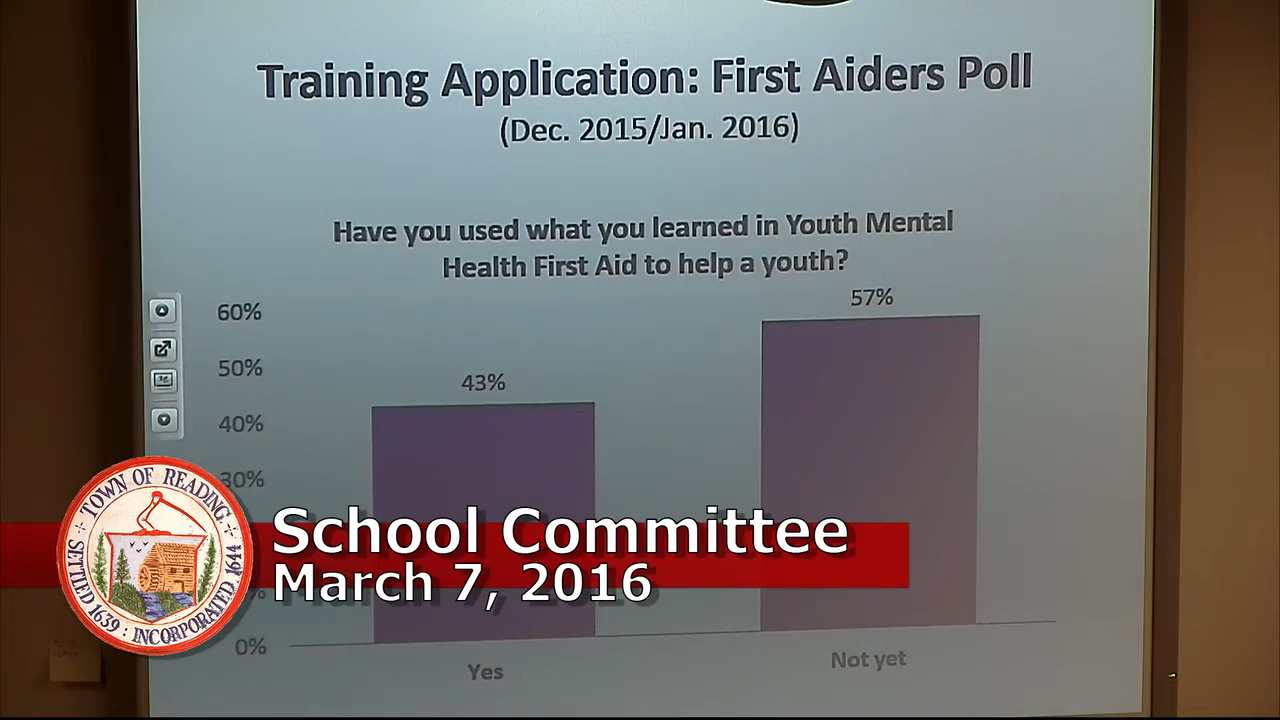 Training Application: First Aiders Poll
(Dec. 2015/Jan. 2016)
Have you used what you learned in Youth Mental
Health First Aid to help a youth?
57%
60%
50%
43%
40%
30%
TOWN OF READING
SETTLED 1639 : INCORPORATED 1644
School Committee
March 7, 2016
0%
Yes
Not yet